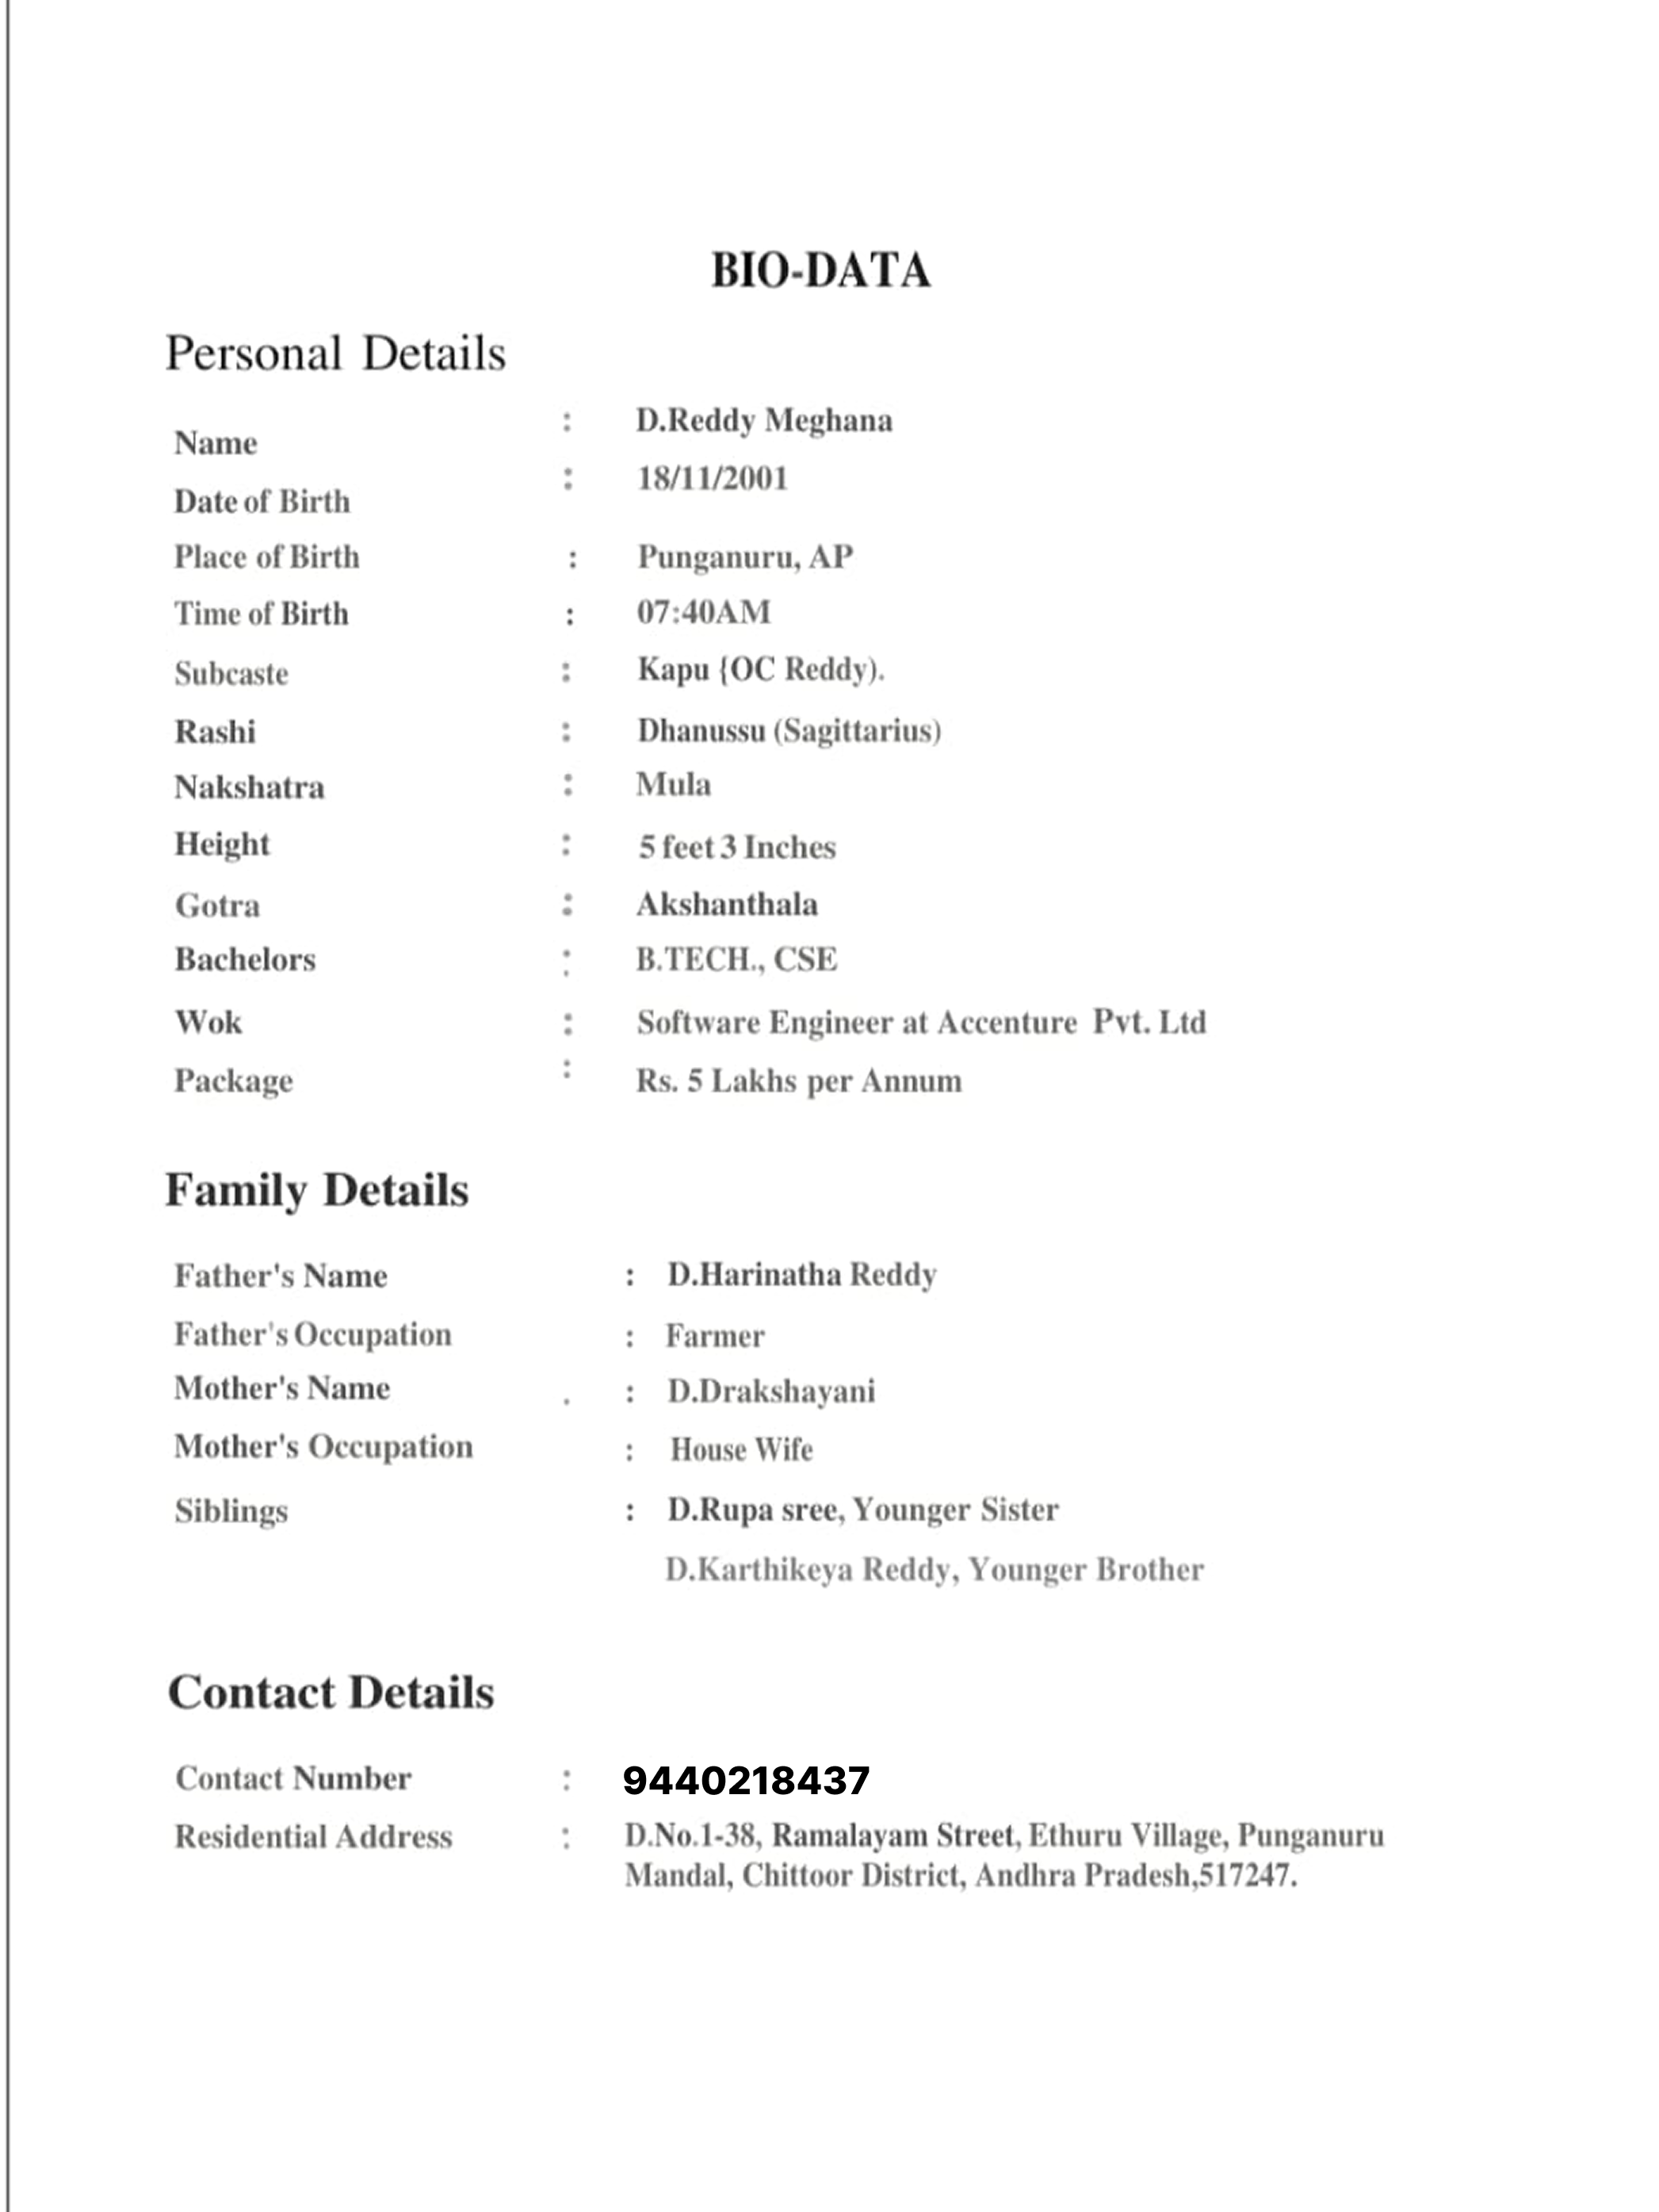 BIO-DATA
Personal Details
Name : D.Reddy Meghana
Date of Birth : 18/11/2001
Place of Birth : Punganuru, AP
Time of Birth : 07:40AM
Subcaste : Kapu {OC Reddy).
Rashi : Dhanussu (Sagittarius)
Nakshatra : Mula
Height : 5 feet 3 Inches
Gotra : Akshanthala
Bachelors : B.TECH., CSE
Wok : Software Engineer at Accenture Pvt. Ltd
Package : Rs. 5 Lakhs per Annum
Family Details
Father's Name : D.Harinatha Reddy
Father's Occupation : Farmer
Mother's Name . : D.Drakshayani
Mother's Occupation : House Wife
Siblings : D.Rupa sree, Younger Sister
D.Karthikeya Reddy, Younger Brother
Contact Details
Contact Number : 9440218437
Residential Address : D.No.1-38, Ramalayam Street, Ethuru Village, Punganuru
Mandal, Chittoor District, Andhra Pradesh,517247.